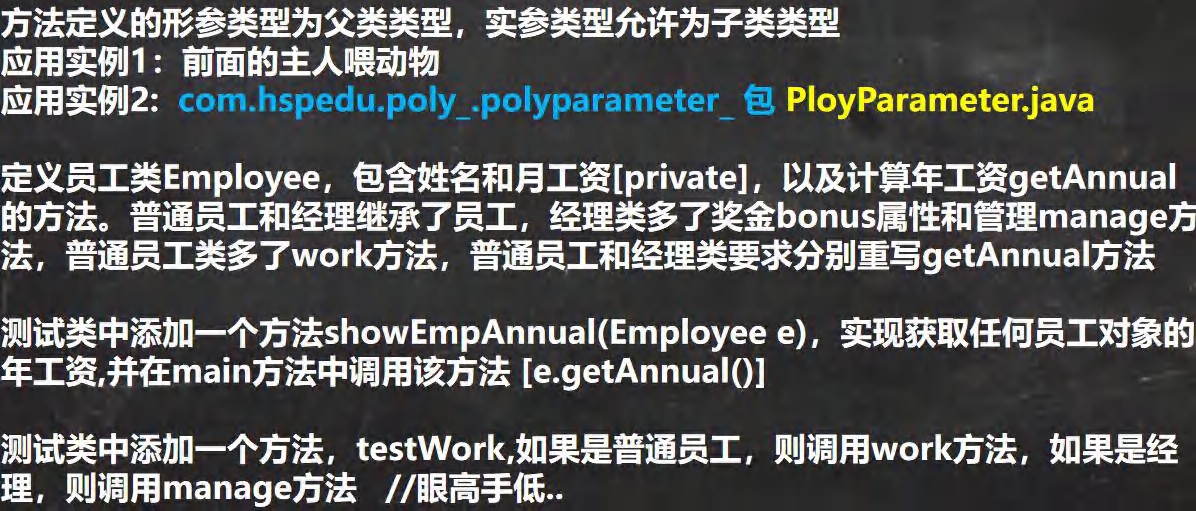 方法定义的形参类型为父类类型，实参类型允许为子类类型
应用实例1：前面的主人喂动物
应用实例2: com.hspedu.poly_.polyparameter_ 包 PloyParameter.java
定义员工类Employee，包含姓名和月工资[private]，以及计算年工资getAnnual
的方法。普通员工和经理继承了员工，经理类多了奖金bonus属性和管理manage方
法，普通员工类多了work方法，普通员工和经理类要求分别重写getAnnual方法
测试类中添加一个方法showEmpAnnual(Employee e)，实现获取任何员工对象的
年工资,并在main方法中调用该方法 [e.getAnnual()]
测试类中添加一个方法，testWork,如果是普通员工，则调用work方法，如果是经
理，则调用manage方法 //眼高手低..